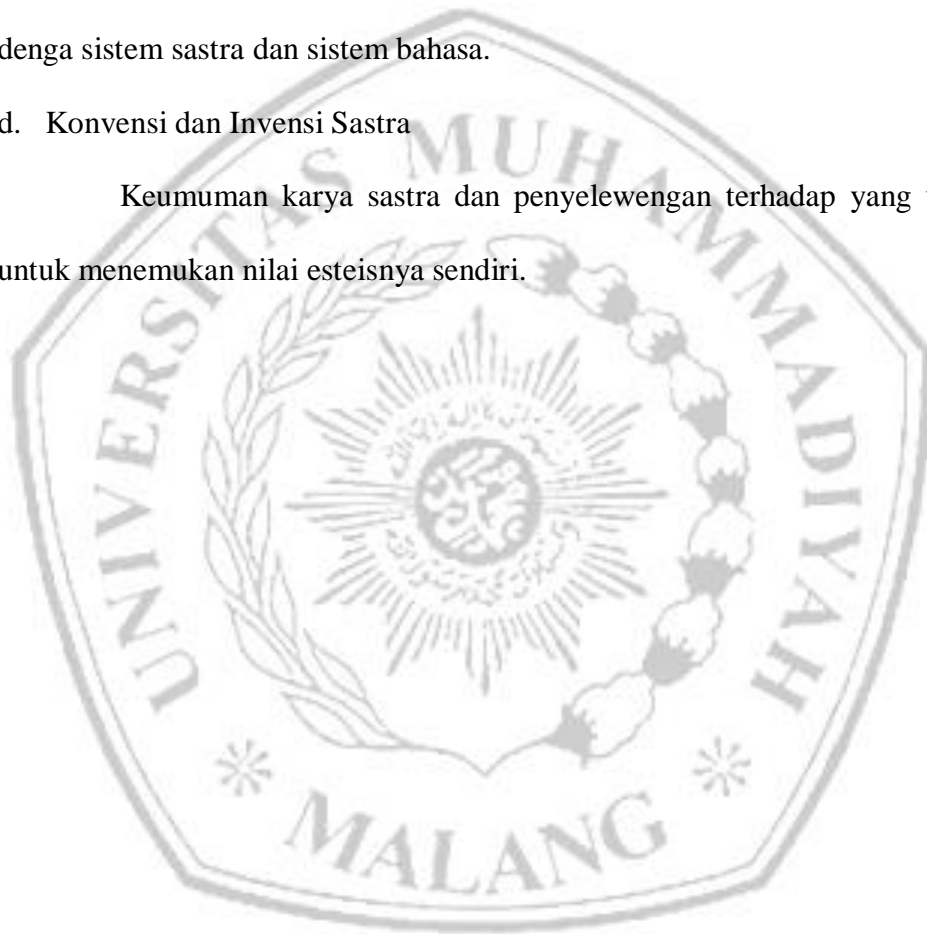 denga sistem sastra dan sistem bahasa.
d. Konvensi dan Invensi Sastra
Keumuman karya sastra dan penyelewengan terhadap yang
untuk menemukan nilai esteisnya sendiri.
UNIVERSITAS MUHAMMADIYAH
MALANG